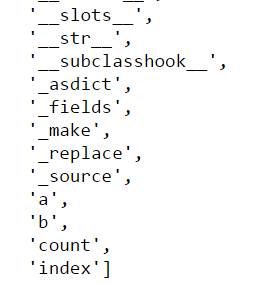 '__slots__',
'__str__',
'__subclasshook__',
'_asdict',
'_fields',
'_make',
'_replace',
'_source',
'a',
'b',
'count',
'index']